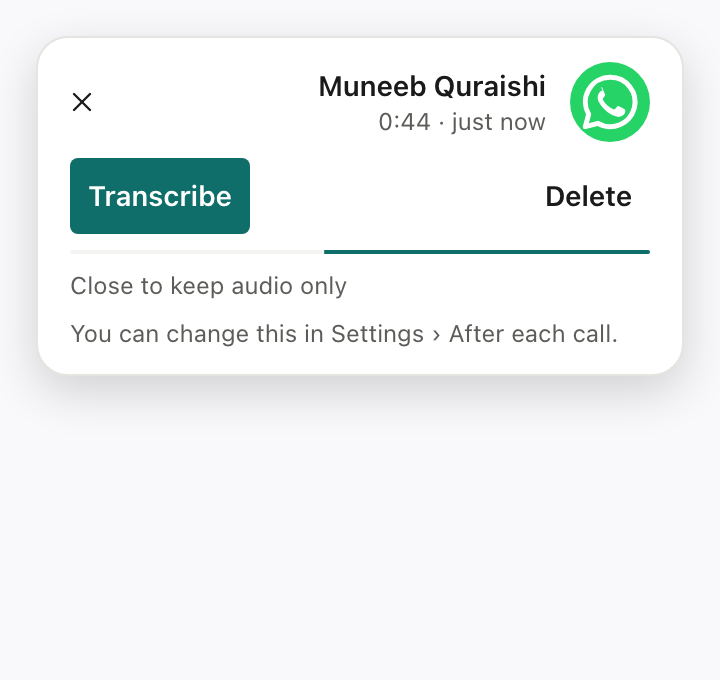 Muneeb Quraishi
0:44 · just now
Transcribe
Delete
Close to keep audio only
You can change this in Settings › After each call.